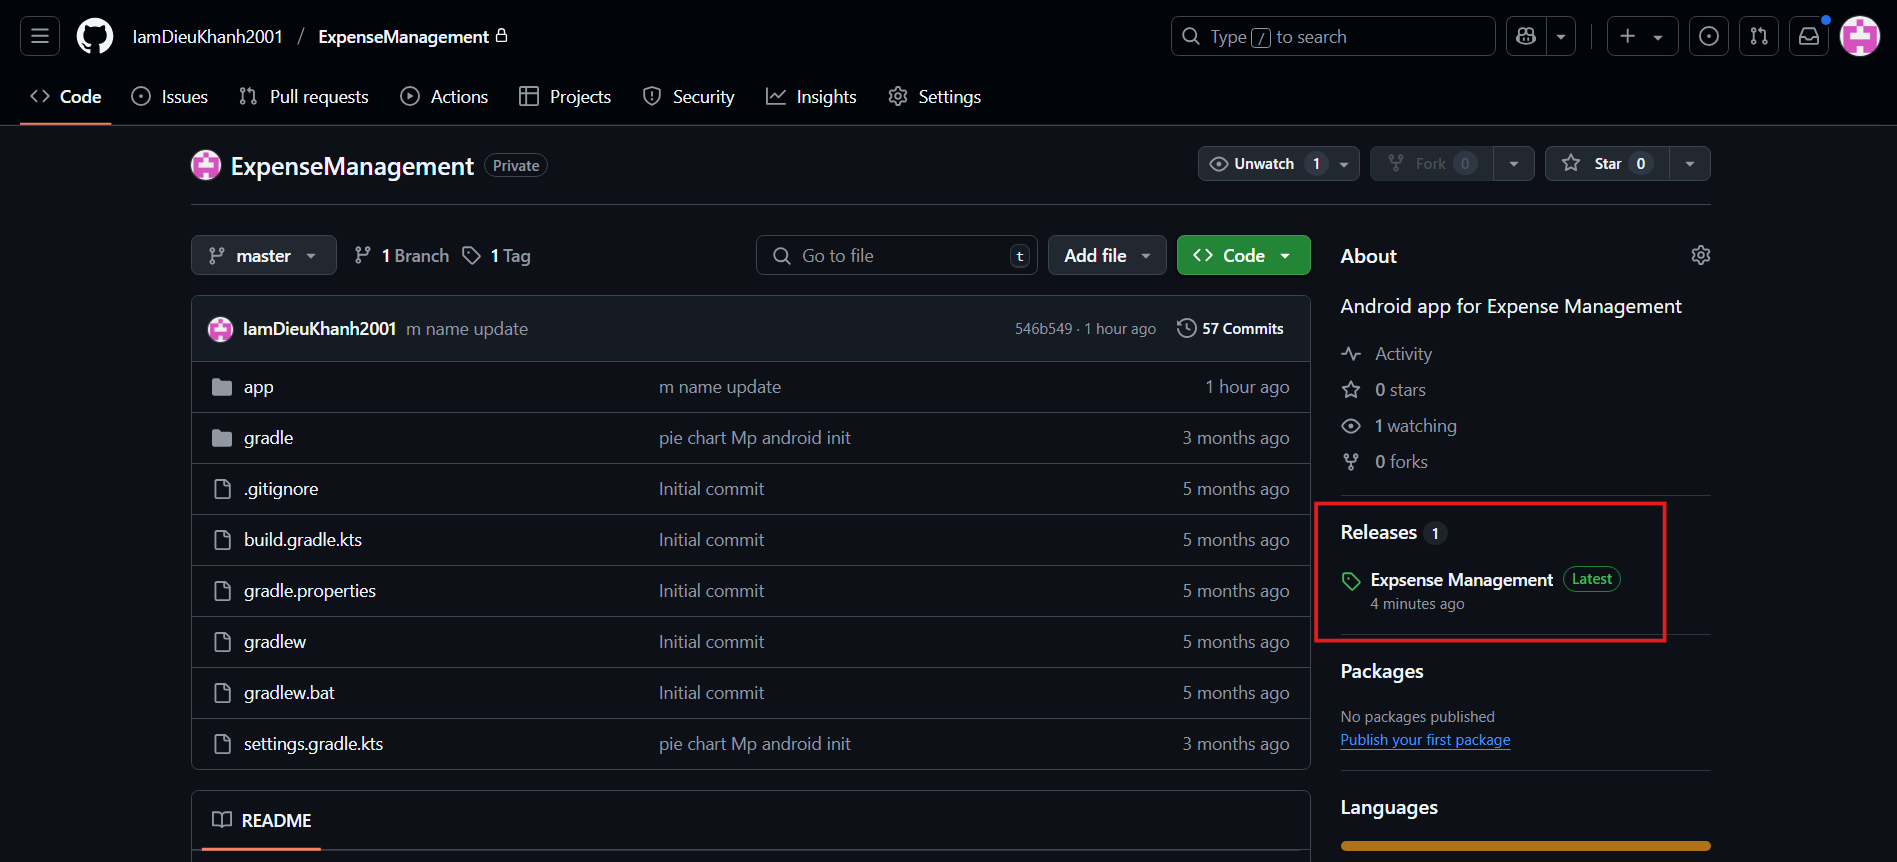 IamDieuKhanh2001 / ExpenseManagement
Type / to search
Code Issues Pull requests Actions Projects Security Insights Settings
ExpenseManagement Private
Unwatch 1 Fork 0 Star 0
master 1 Branch 1 Tag
Go to file t Add file Code
IamDieuKhanh2001 m name update 546b549 · 1 hour ago 57 Commits
app m name update 1 hour ago
gradle pie chart Mp android init 3 months ago
.gitignore Initial commit 5 months ago
build.gradle.kts Initial commit 5 months ago
gradle.properties Initial commit 5 months ago
gradlew Initial commit 5 months ago
gradlew.bat Initial commit 5 months ago
settings.gradle.kts pie chart Mp android init 3 months ago
README
About
Android app for Expense Management
Activity
0 stars
1 watching
0 forks
Releases 1
Expsense Management Latest
4 minutes ago
Packages
No packages published
Publish your first package
Languages